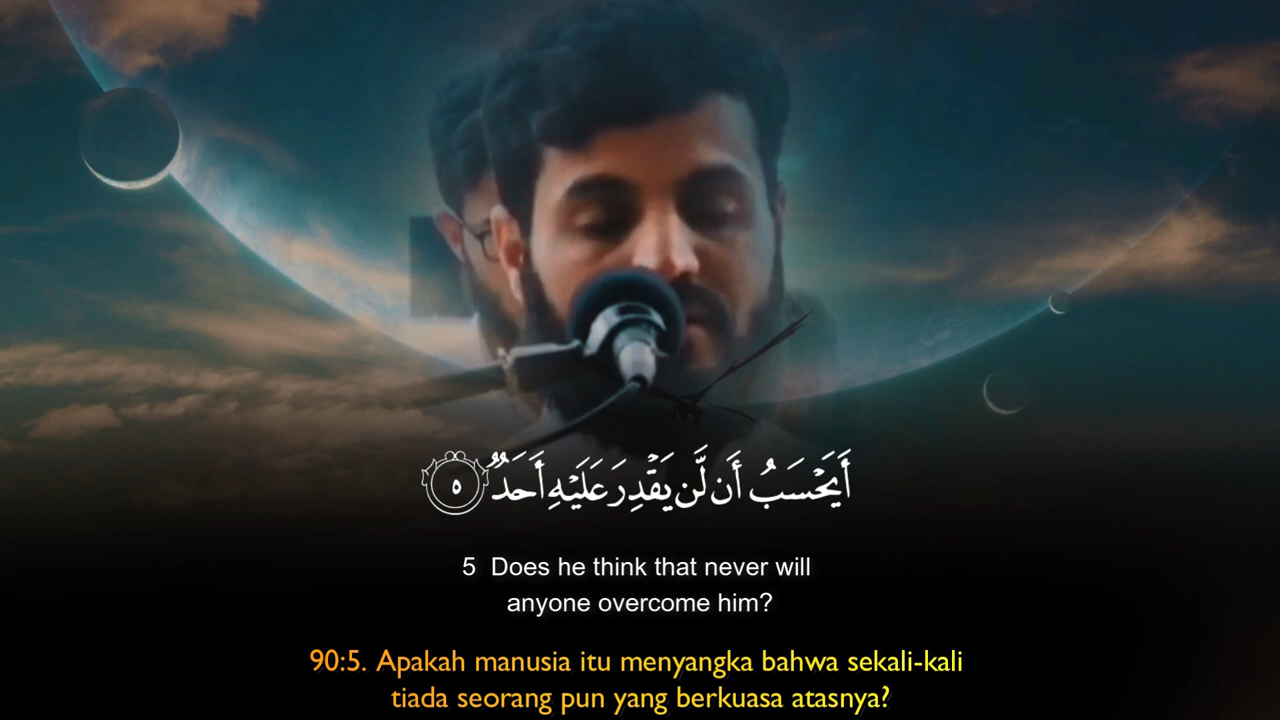 أَيَحْسَبُ أَن لَّن يَقْدِرَ عَلَيْهِ أَحَدٌ ٥
5 Does he think that never will
anyone overcome him?
90:5. Apakah manusia itu menyangka bahwa sekali-kali
tiada seorang pun yang berkuasa atasnya?